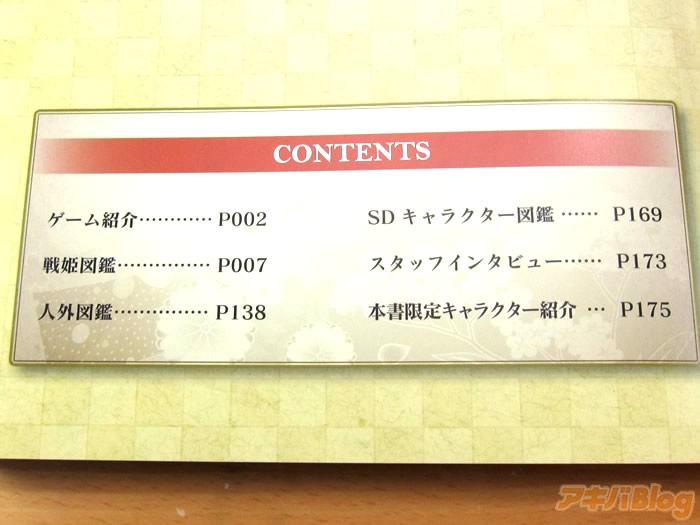 CONTENTS
ゲーム紹介………… P002
戦姫図鑑…………… P007
人外図鑑…………… P138
SD キャラクター図鑑 …… P169
スタッフインタビュー…… P173
本書限定キャラクター紹介 … P175
アキバBlog